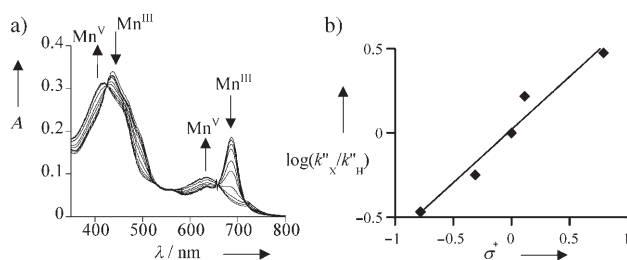 a)
Mn^V Mn^III
0.4
0.3
A
0.2
0.1
0
Mn^III
Mn^V
400 500 600 700 800
λ / nm
b)
0.5
0
-0.5
log(k''_X/k''_H)
-1 -0.5 0 0.5 1
σ^+